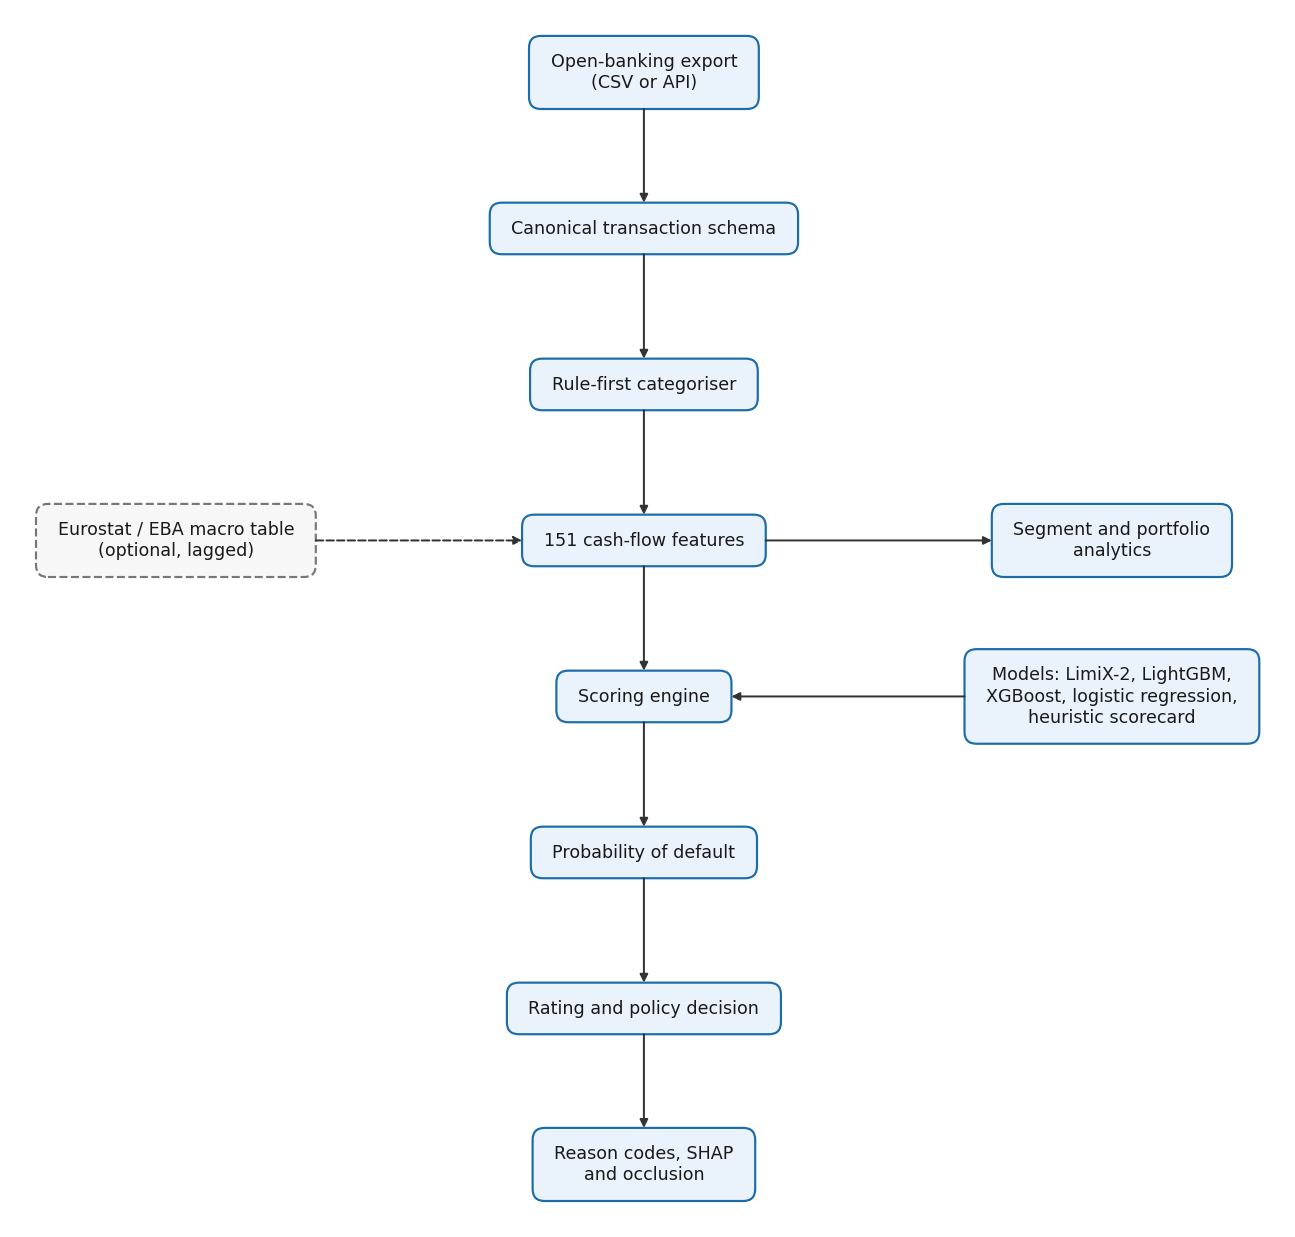 Open-banking export
(CSV or API)
Canonical transaction schema
Rule-first categoriser
Eurostat / EBA macro table
(optional, lagged)
151 cash-flow features
Segment and portfolio
analytics
Scoring engine
Models: LimiX-2, LightGBM,
XGBoost, logistic regression,
heuristic scorecard
Probability of default
Rating and policy decision
Reason codes, SHAP
and occlusion